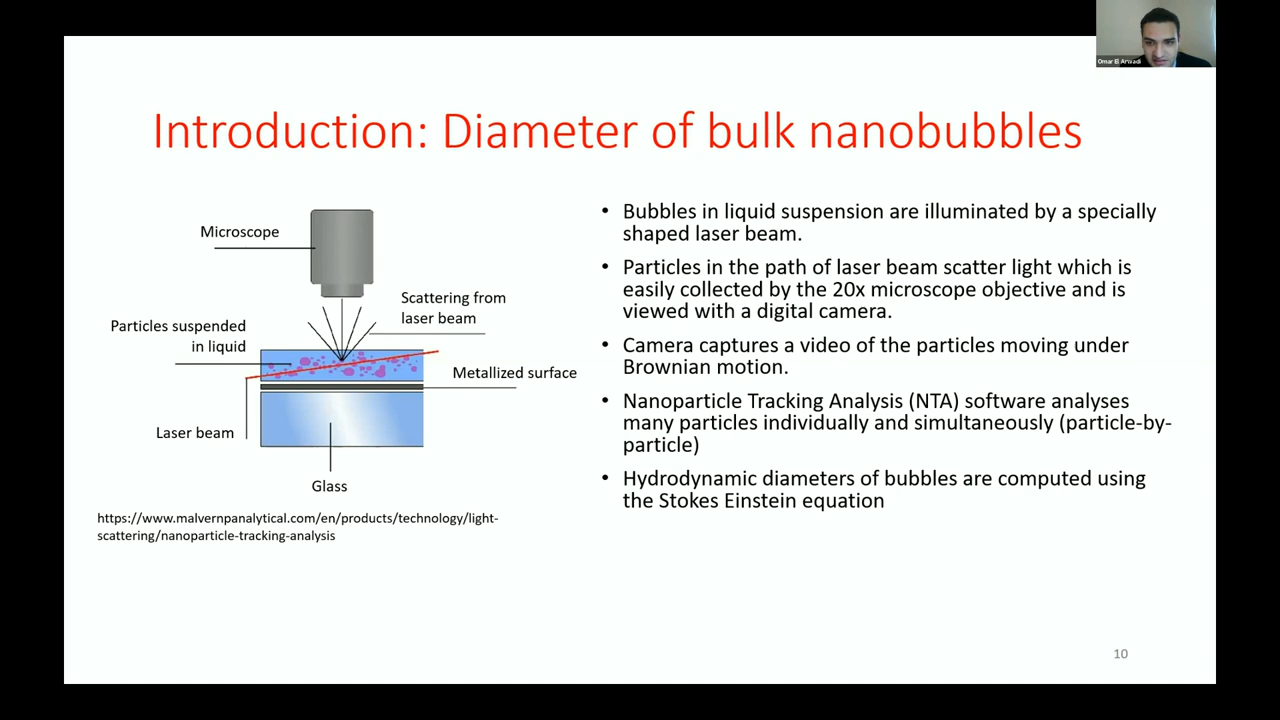 Omar El Arwadi
Introduction: Diameter of bulk nanobubbles
Microscope
Scattering from
laser beam
Particles suspended
in liquid
Metallized surface
Laser beam
Glass
https://www.malvernpanalytical.com/en/products/technology/light-
scattering/nanoparticle-tracking-analysis
• Bubbles in liquid suspension are illuminated by a specially
shaped laser beam.
• Particles in the path of laser beam scatter light which is
easily collected by the 20x microscope objective and is
viewed with a digital camera.
• Camera captures a video of the particles moving under
Brownian motion.
• Nanoparticle Tracking Analysis (NTA) software analyses
many particles individually and simultaneously (particle-by-
particle)
• Hydrodynamic diameters of bubbles are computed using
the Stokes Einstein equation
10